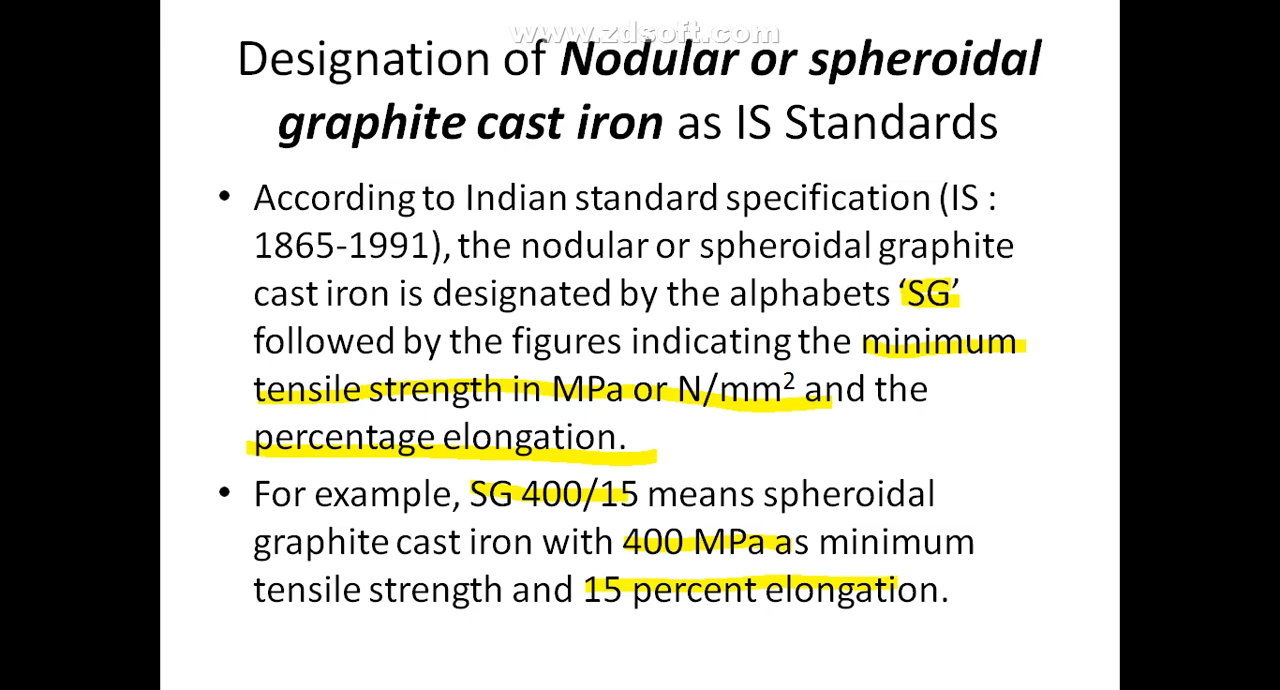 www.zdsoft.com
Designation of Nodular or spheroidal
graphite cast iron as IS Standards
• According to Indian standard specification (IS :
1865-1991), the nodular or spheroidal graphite
cast iron is designated by the alphabets ‘SG’
followed by the figures indicating the minimum
tensile strength in MPa or N/mm² and the
percentage elongation.
• For example, SG 400/15 means spheroidal
graphite cast iron with 400 MPa as minimum
tensile strength and 15 percent elongation.